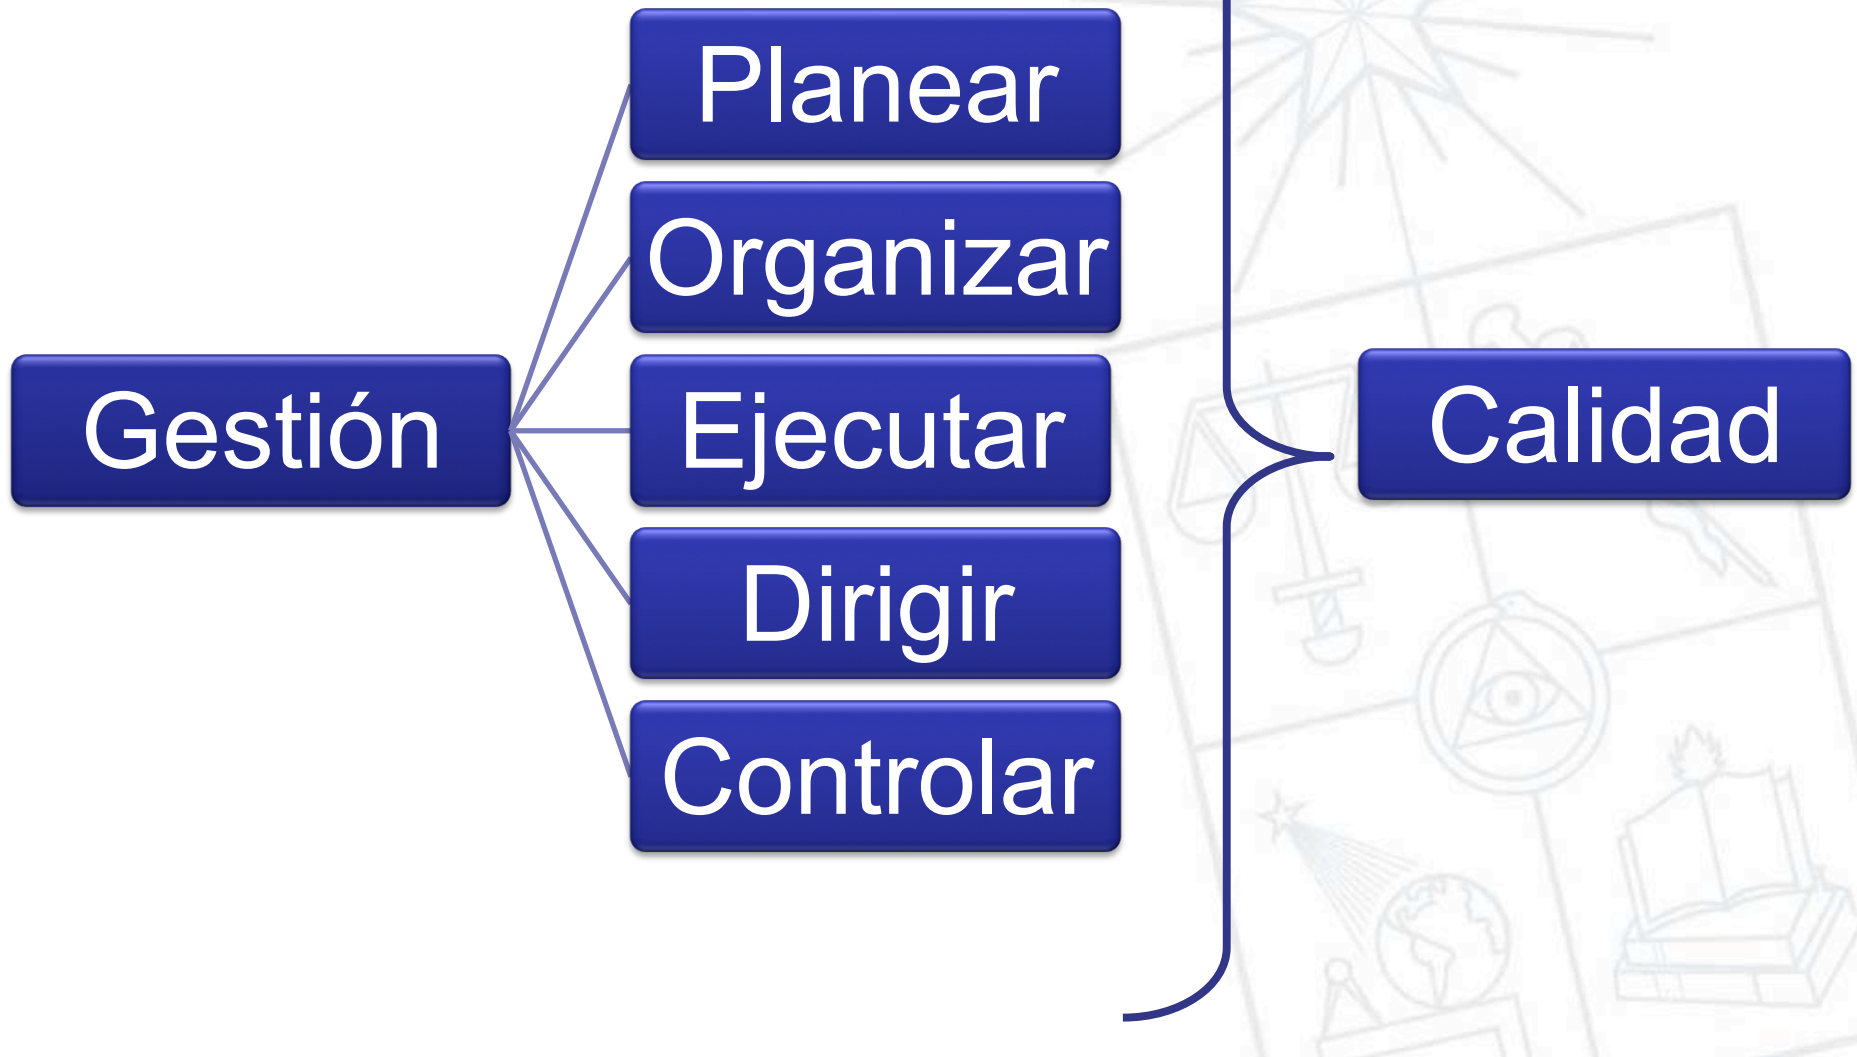 Gestión
Planear
Organizar
Ejecutar
Dirigir
Controlar
Calidad